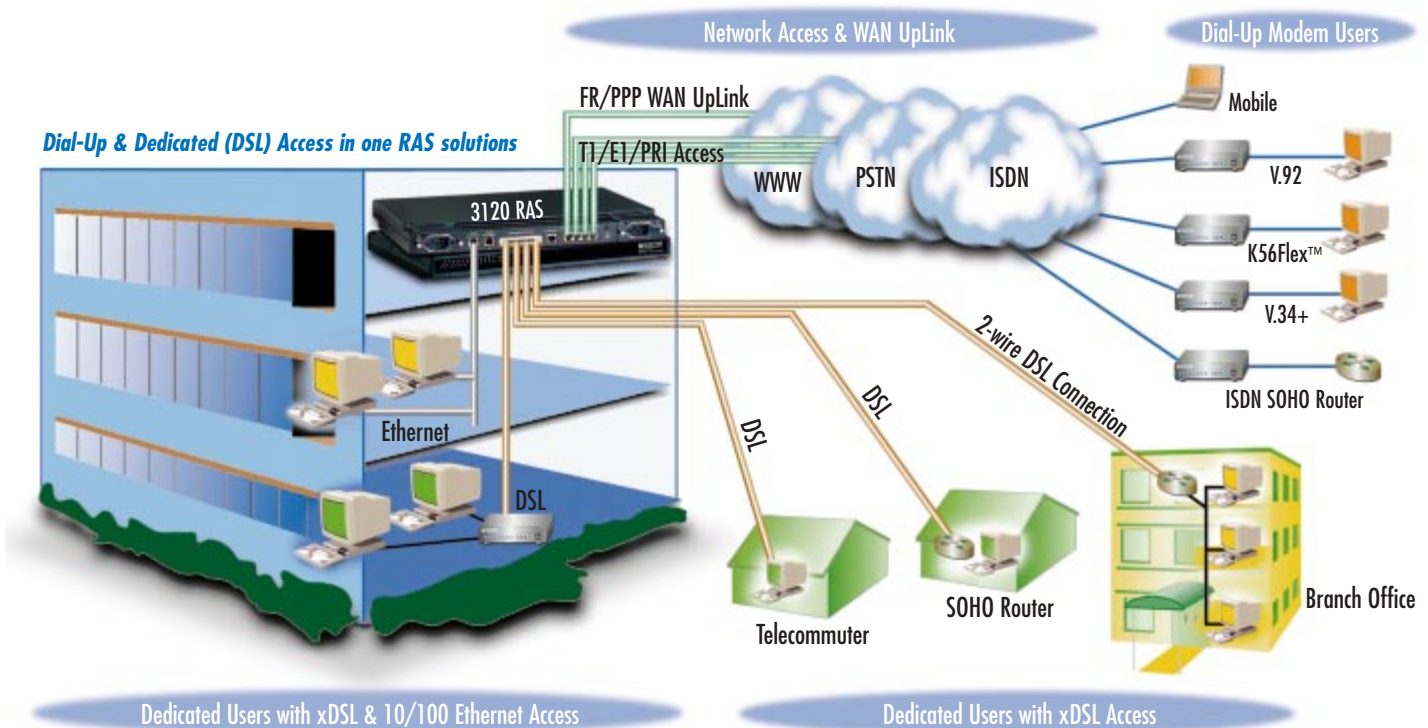 Network Access & WAN UpLink
Dial-Up Modem Users
FR/PPP WAN UpLink
Mobile
Dial-Up & Dedicated (DSL) Access in one RAS solutions
T1/E1/PRI Access
WWW
PSTN
ISDN
V.92
3120 RAS
K56Flex™
V.34+
2-wire DSL Connection
ISDN SOHO Router
Ethernet
DSL
DSL
DSL
Branch Office
SOHO Router
Telecommuter
Dedicated Users with xDSL & 10/100 Ethernet Access
Dedicated Users with xDSL Access